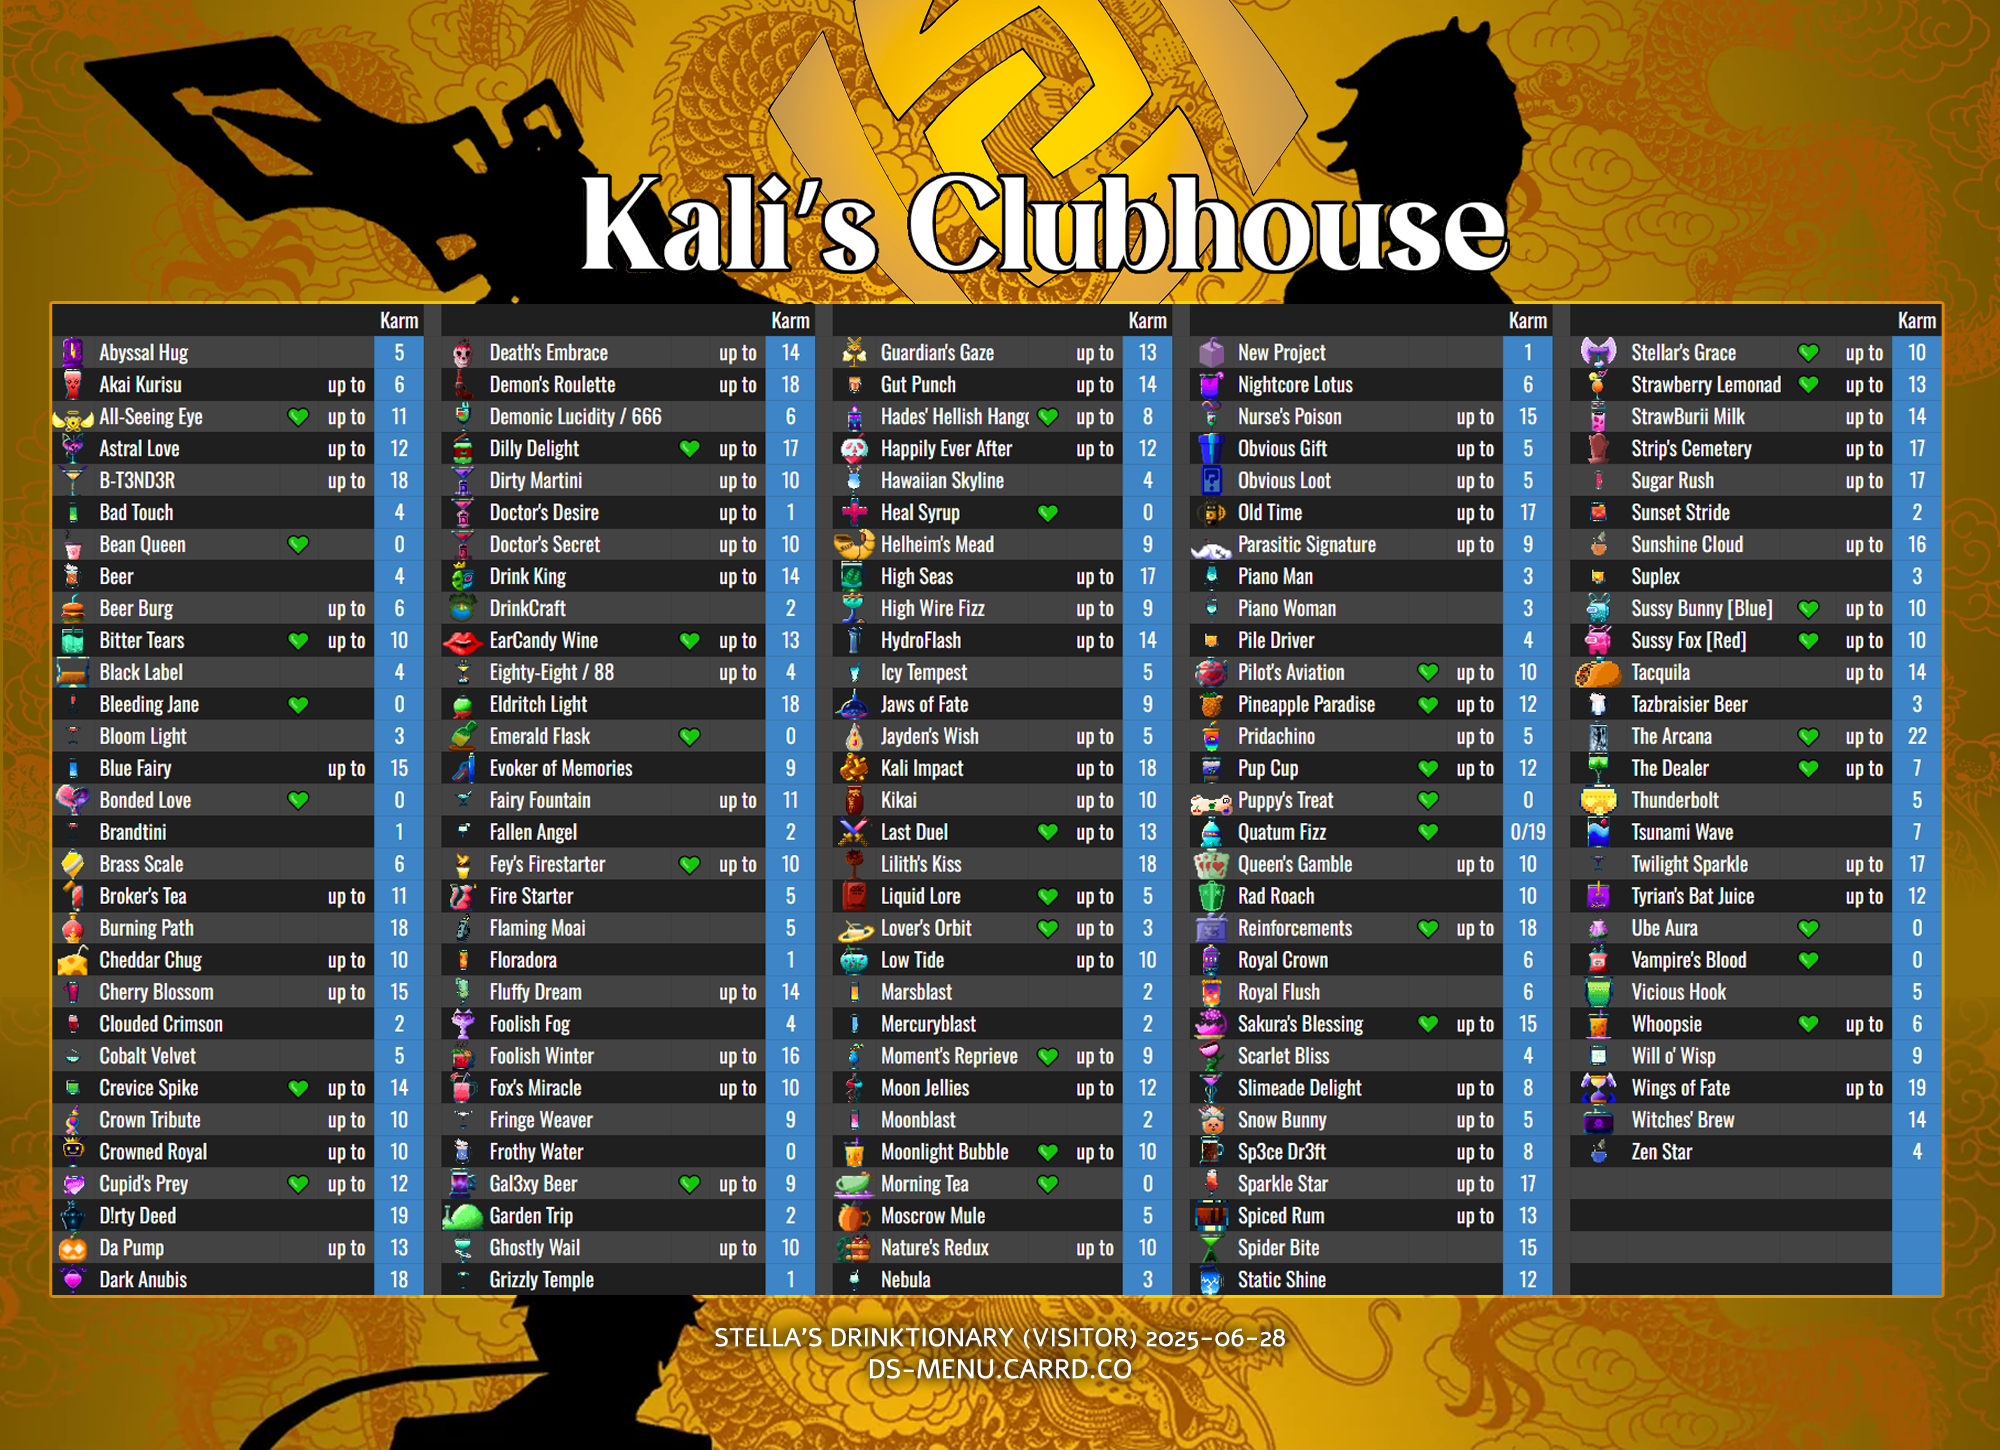 Kali's Clubhouse
Karm
Abyssal Hug 5
Akai Kurisu up to 6
All-Seeing Eye up to 11
Astral Love up to 12
B-T3ND3R up to 18
Bad Touch 4
Bean Queen 0
Beer 4
Beer Burg up to 6
Bitter Tears up to 10
Black Label 4
Bleeding Jane 0
Bloom Light 3
Blue Fairy up to 15
Bonded Love 0
Brandtini 1
Brass Scale 6
Broker's Tea up to 11
Burning Path 18
Cheddar Chug up to 10
Cherry Blossom up to 15
Clouded Crimson 2
Cobalt Velvet 5
Crevice Spike up to 14
Crown Tribute up to 10
Crowned Royal up to 10
Cupid's Prey up to 12
D!rty Deed 19
Da Pump up to 13
Dark Anubis 18
Karm
Death's Embrace up to 14
Demon's Roulette up to 18
Demonic Lucidity / 666 6
Dilly Delight up to 17
Dirty Martini up to 10
Doctor's Desire up to 1
Doctor's Secret up to 10
Drink King up to 14
DrinkCraft 2
EarCandy Wine up to 13
Eighty-Eight / 88 up to 4
Eldritch Light 18
Emerald Flask 0
Evoker of Memories 9
Fairy Fountain up to 11
Fallen Angel 2
Fey's Firestarter up to 10
Fire Starter 5
Flaming Moai 5
Floradora 1
Fluffy Dream up to 14
Foolish Fog 4
Foolish Winter up to 16
Fox's Miracle up to 10
Fringe Weaver 9
Frothy Water 0
Gal3xy Beer up to 9
Garden Trip 2
Ghostly Wail up to 10
Grizzly Temple 1
Karm
Guardian's Gaze up to 13
Gut Punch up to 14
Hades' Hellish Hango up to 8
Happily Ever After up to 12
Hawaiian Skyline 4
Heal Syrup 0
Helheim's Mead 9
High Seas up to 17
High Wire Fizz up to 9
HydroFlash up to 14
Icy Tempest 5
Jaws of Fate 9
Jayden's Wish up to 5
Kali Impact up to 18
Kikai up to 10
Last Duel up to 13
Lilith's Kiss 18
Liquid Lore up to 5
Lover's Orbit up to 3
Low Tide up to 10
Marsblast 2
Mercuryblast 2
Moment's Reprieve up to 9
Moon Jellies up to 12
Moonblast 2
Moonlight Bubble up to 10
Morning Tea 0
Moscrow Mule 5
Nature's Redux up to 10
Nebula 3
Karm
New Project 1
Nightcore Lotus 6
Nurse's Poison up to 15
Obvious Gift up to 5
Obvious Loot up to 5
Old Time up to 17
Parasitic Signature up to 9
Piano Man 3
Piano Woman 3
Pile Driver 4
Pilot's Aviation up to 10
Pineapple Paradise up to 12
Pridachino up to 5
Pup Cup up to 12
Puppy's Treat 0
Quatum Fizz 0/19
Queen's Gamble up to 10
Rad Roach 10
Reinforcements up to 18
Royal Crown 6
Royal Flush 6
Sakura's Blessing up to 15
Scarlet Bliss 4
Slimeade Delight up to 8
Snow Bunny up to 5
Sp3ce Dr3ft up to 8
Sparkle Star up to 17
Spiced Rum up to 13
Spider Bite 15
Static Shine 12
Karm
Stellar's Grace up to 10
Strawberry Lemonad up to 13
StrawBurii Milk up to 14
Strip's Cemetery up to 17
Sugar Rush up to 17
Sunset Stride 2
Sunshine Cloud up to 16
Suplex 3
Sussy Bunny [Blue] up to 10
Sussy Fox [Red] up to 10
Tacquila up to 14
Tazbraisier Beer 3
The Arcana up to 22
The Dealer up to 7
Thunderbolt 5
Tsunami Wave 7
Twilight Sparkle up to 17
Tyrian's Bat Juice up to 12
Ube Aura 0
Vampire's Blood 0
Vicious Hook 5
Whoopsie up to 6
Will o' Wisp 9
Wings of Fate up to 19
Witches' Brew 14
Zen Star 4
STELLA'S DRINKTIONARY (VISITOR) 2025-06-28
DS-MENU.CARRD.CO